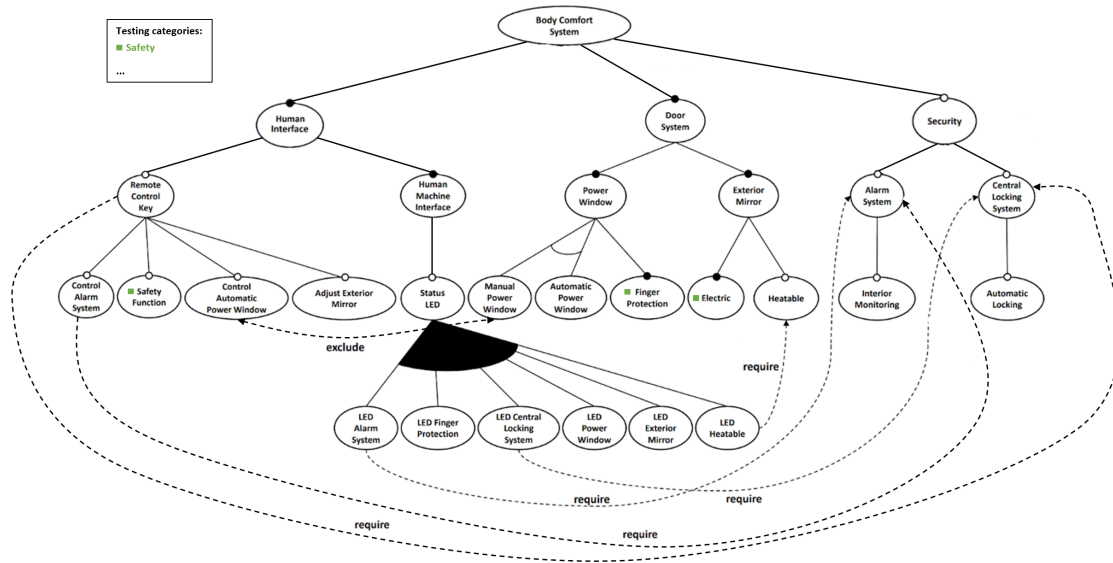 Testing categories:
Safety
...
Body Comfort
System
Human
Interface
Door
System
Security
Remote
Control
Key
Human
Machine
Interface
Power
Window
Exterior
Mirror
Alarm
System
Central
Locking
System
Control
Alarm
System
Safety
Function
Control
Automatic
Power Window
Adjust Exterior
Mirror
Status
LED
Manual
Power
Window
Automatic
Power
Window
Finger
Protection
Electric
Heatable
Interior
Monitoring
Automatic
Locking
exclude
require
LED
Alarm
System
LED Finger
Protection
LED Central
Locking
System
LED
Power
Window
LED
Exterior
Mirror
LED
Heatable
require
require
require
require